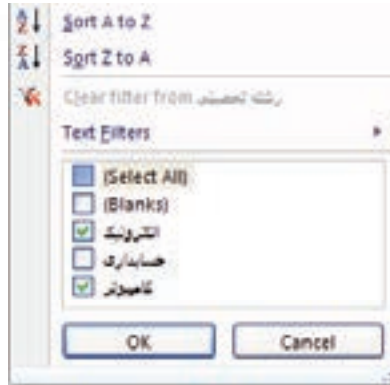 Sort A to Z
Sort Z to A
Clear filter from رشته تحصیلی
Text Filters
(Select All)
(Blanks)
الکترونیک
حسابداری
کامپیوتر
OK
Cancel